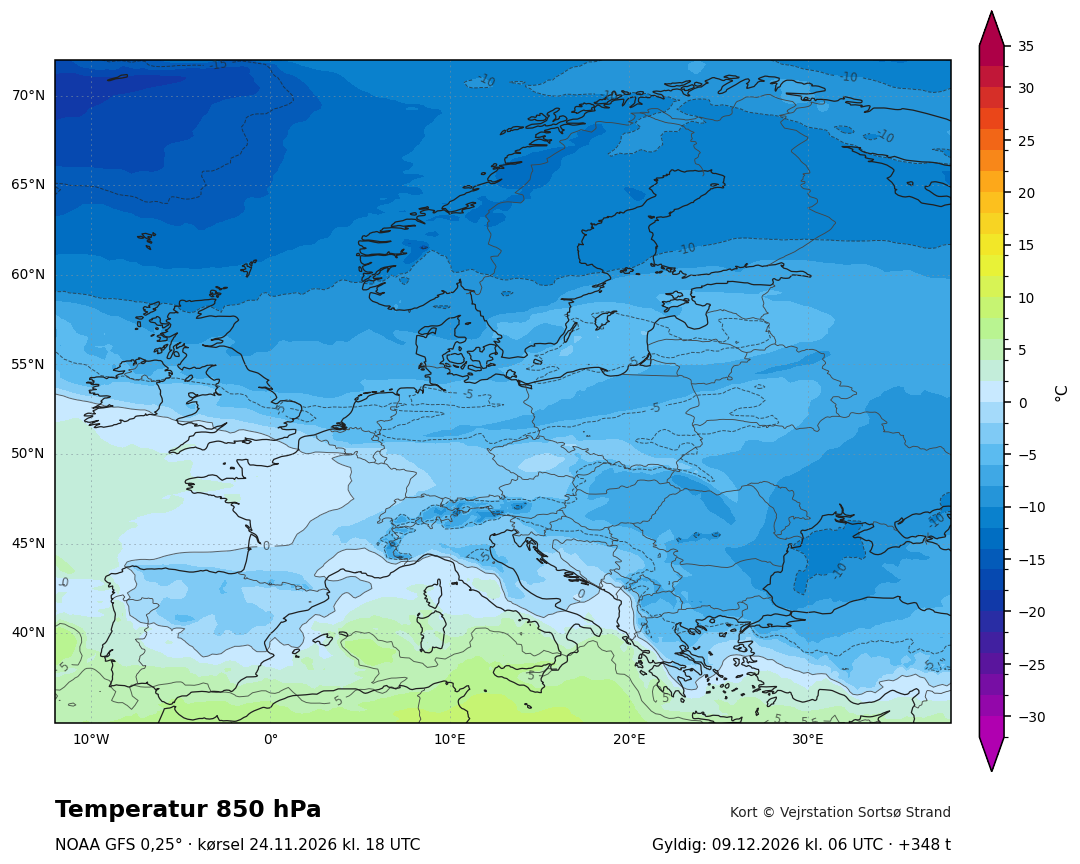 70°N
65°N
60°N
55°N
50°N
45°N
40°N
10°W
0°
10°E
20°E
30°E
35
30
25
20
15
10
5
0
−5
−10
−15
−20
−25
−30
°C
Temperatur 850 hPa
Kort © Vejrstation Sortsø Strand
NOAA GFS 0,25° · kørsel 24.11.2026 kl. 18 UTC
Gyldig: 09.12.2026 kl. 06 UTC · +348 t